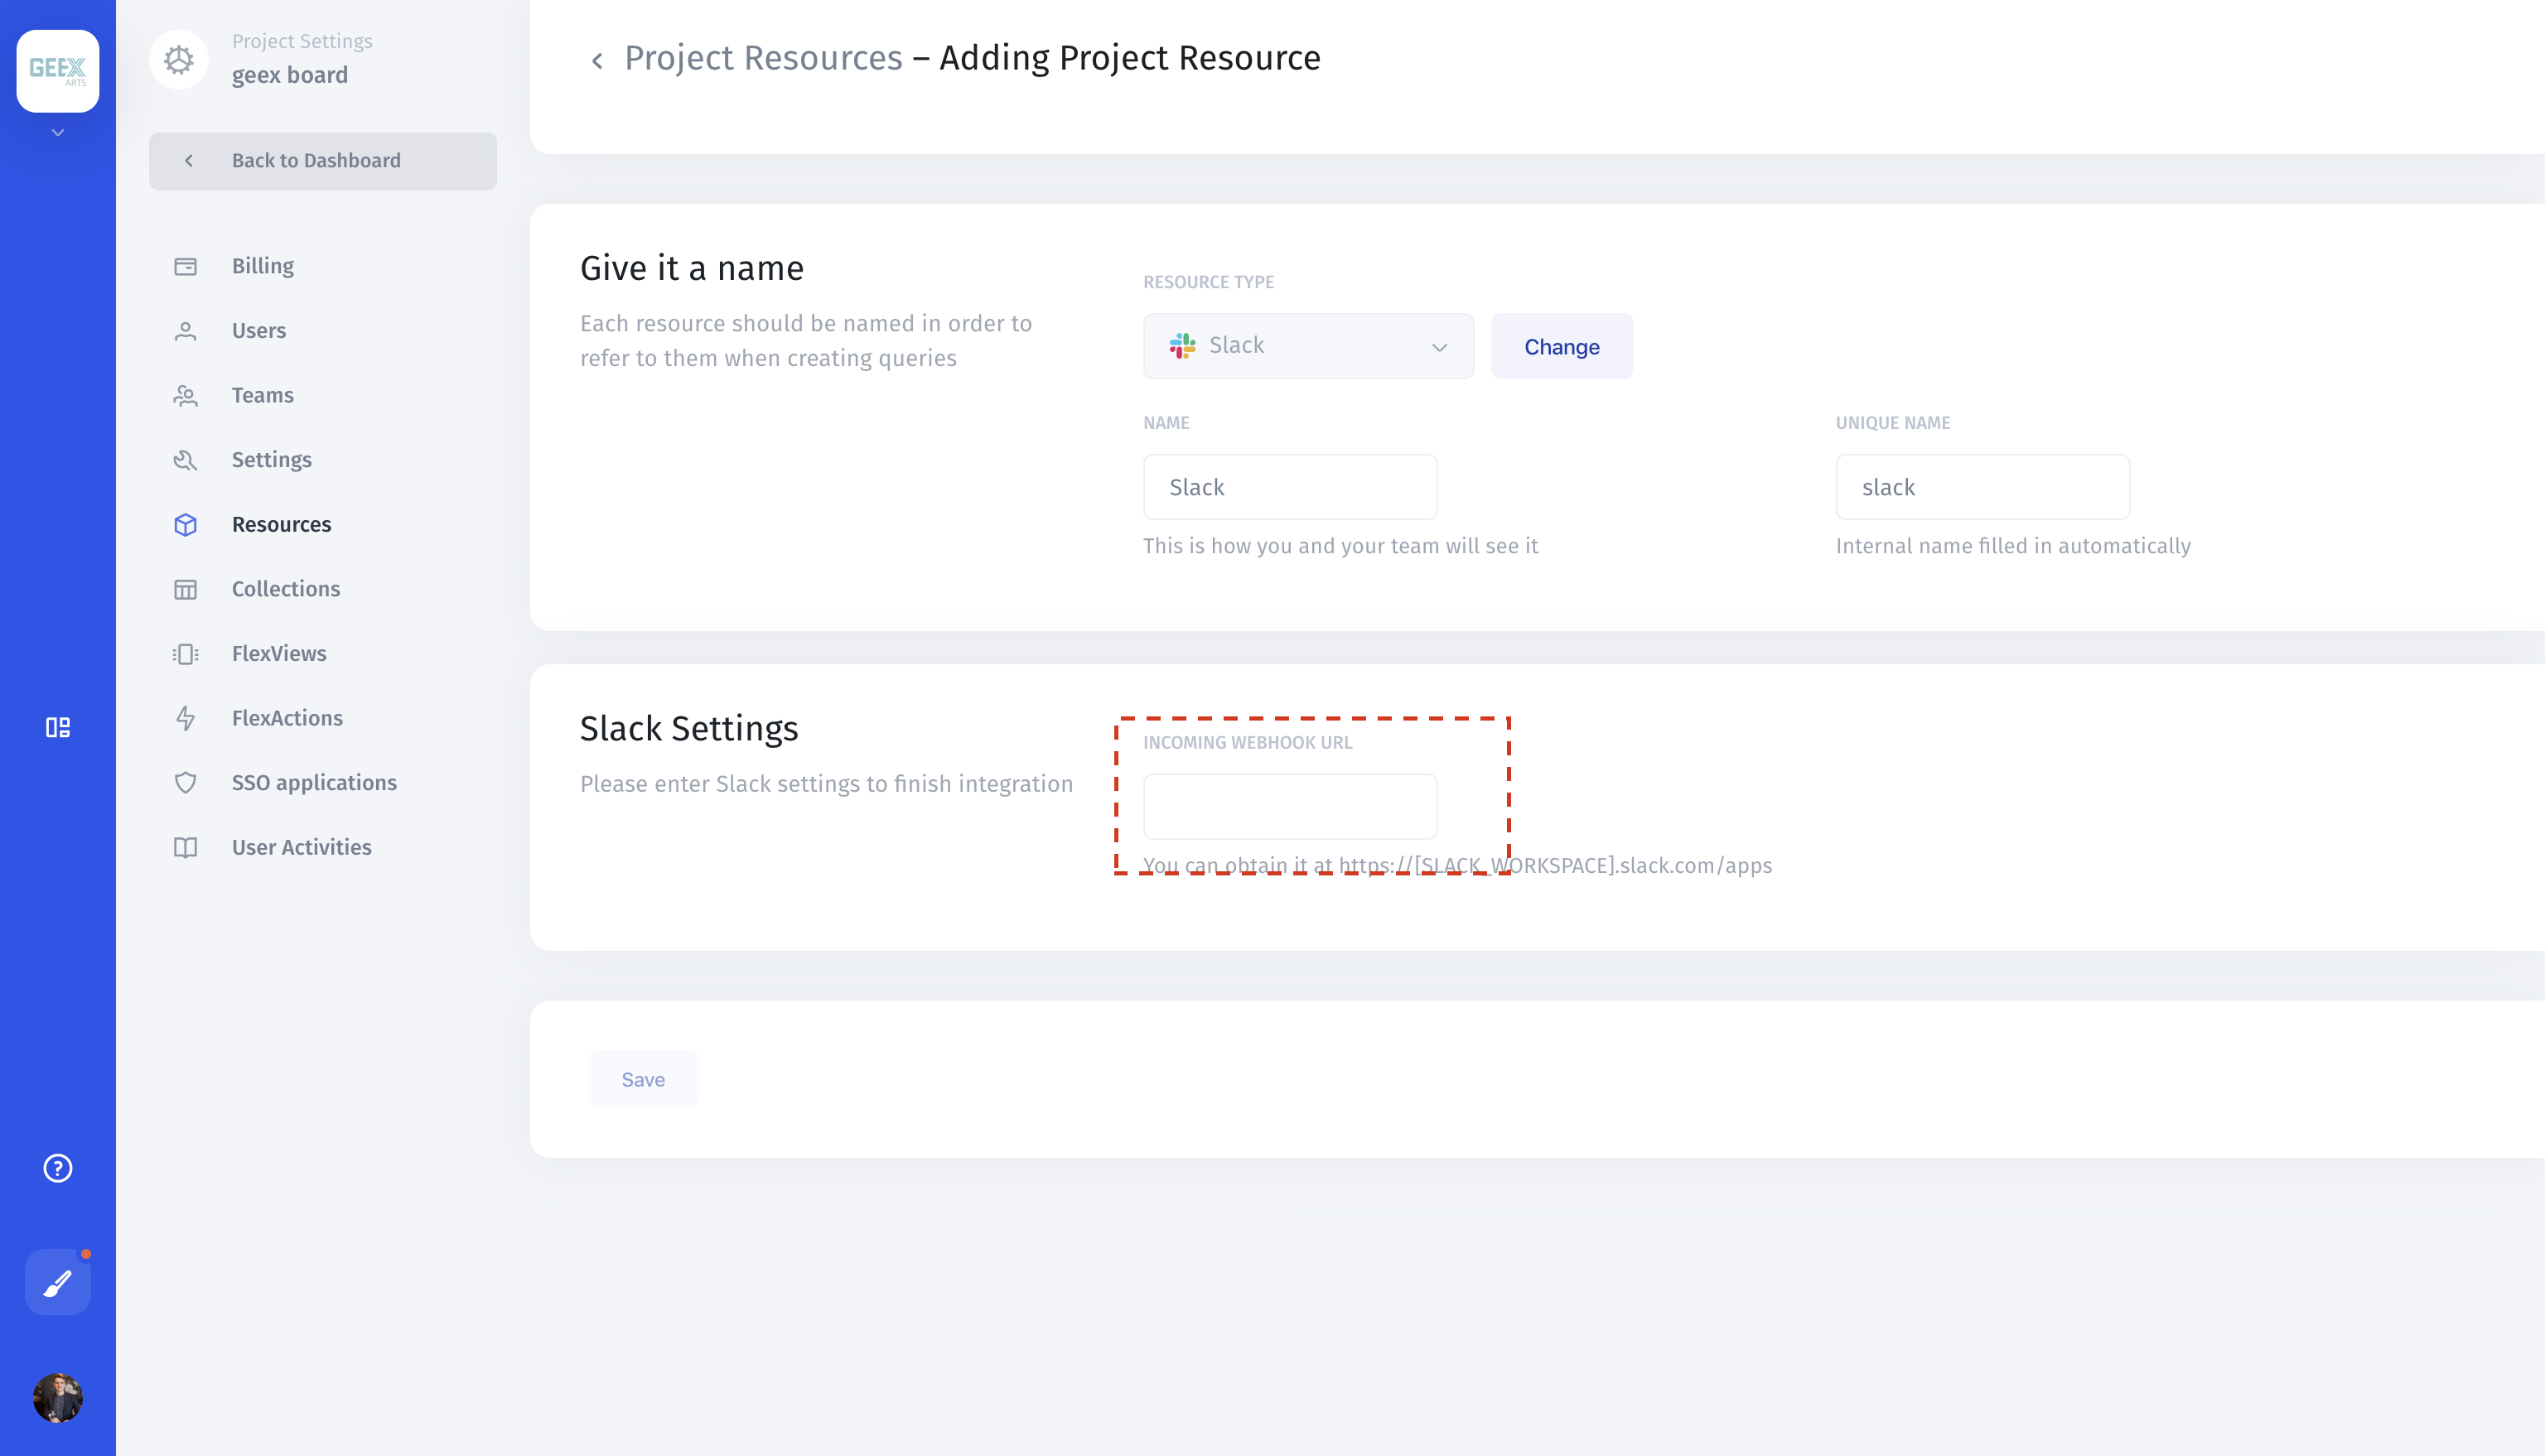 GEEX
ARTS
Project Settings
geex board
Back to Dashboard
Billing
Users
Teams
Settings
Resources
Collections
FlexViews
FlexActions
SSO applications
User Activities
Project Resources – Adding Project Resource
Give it a name
Each resource should be named in order to
refer to them when creating queries
RESOURCE TYPE
Slack
Change
NAME
Slack
This is how you and your team will see it
UNIQUE NAME
slack
Internal name filled in automatically
Slack Settings
Please enter Slack settings to finish integration
INCOMING WEBHOOK URL
You can obtain it at https://[SLACK_WORKSPACE].slack.com/apps
Save